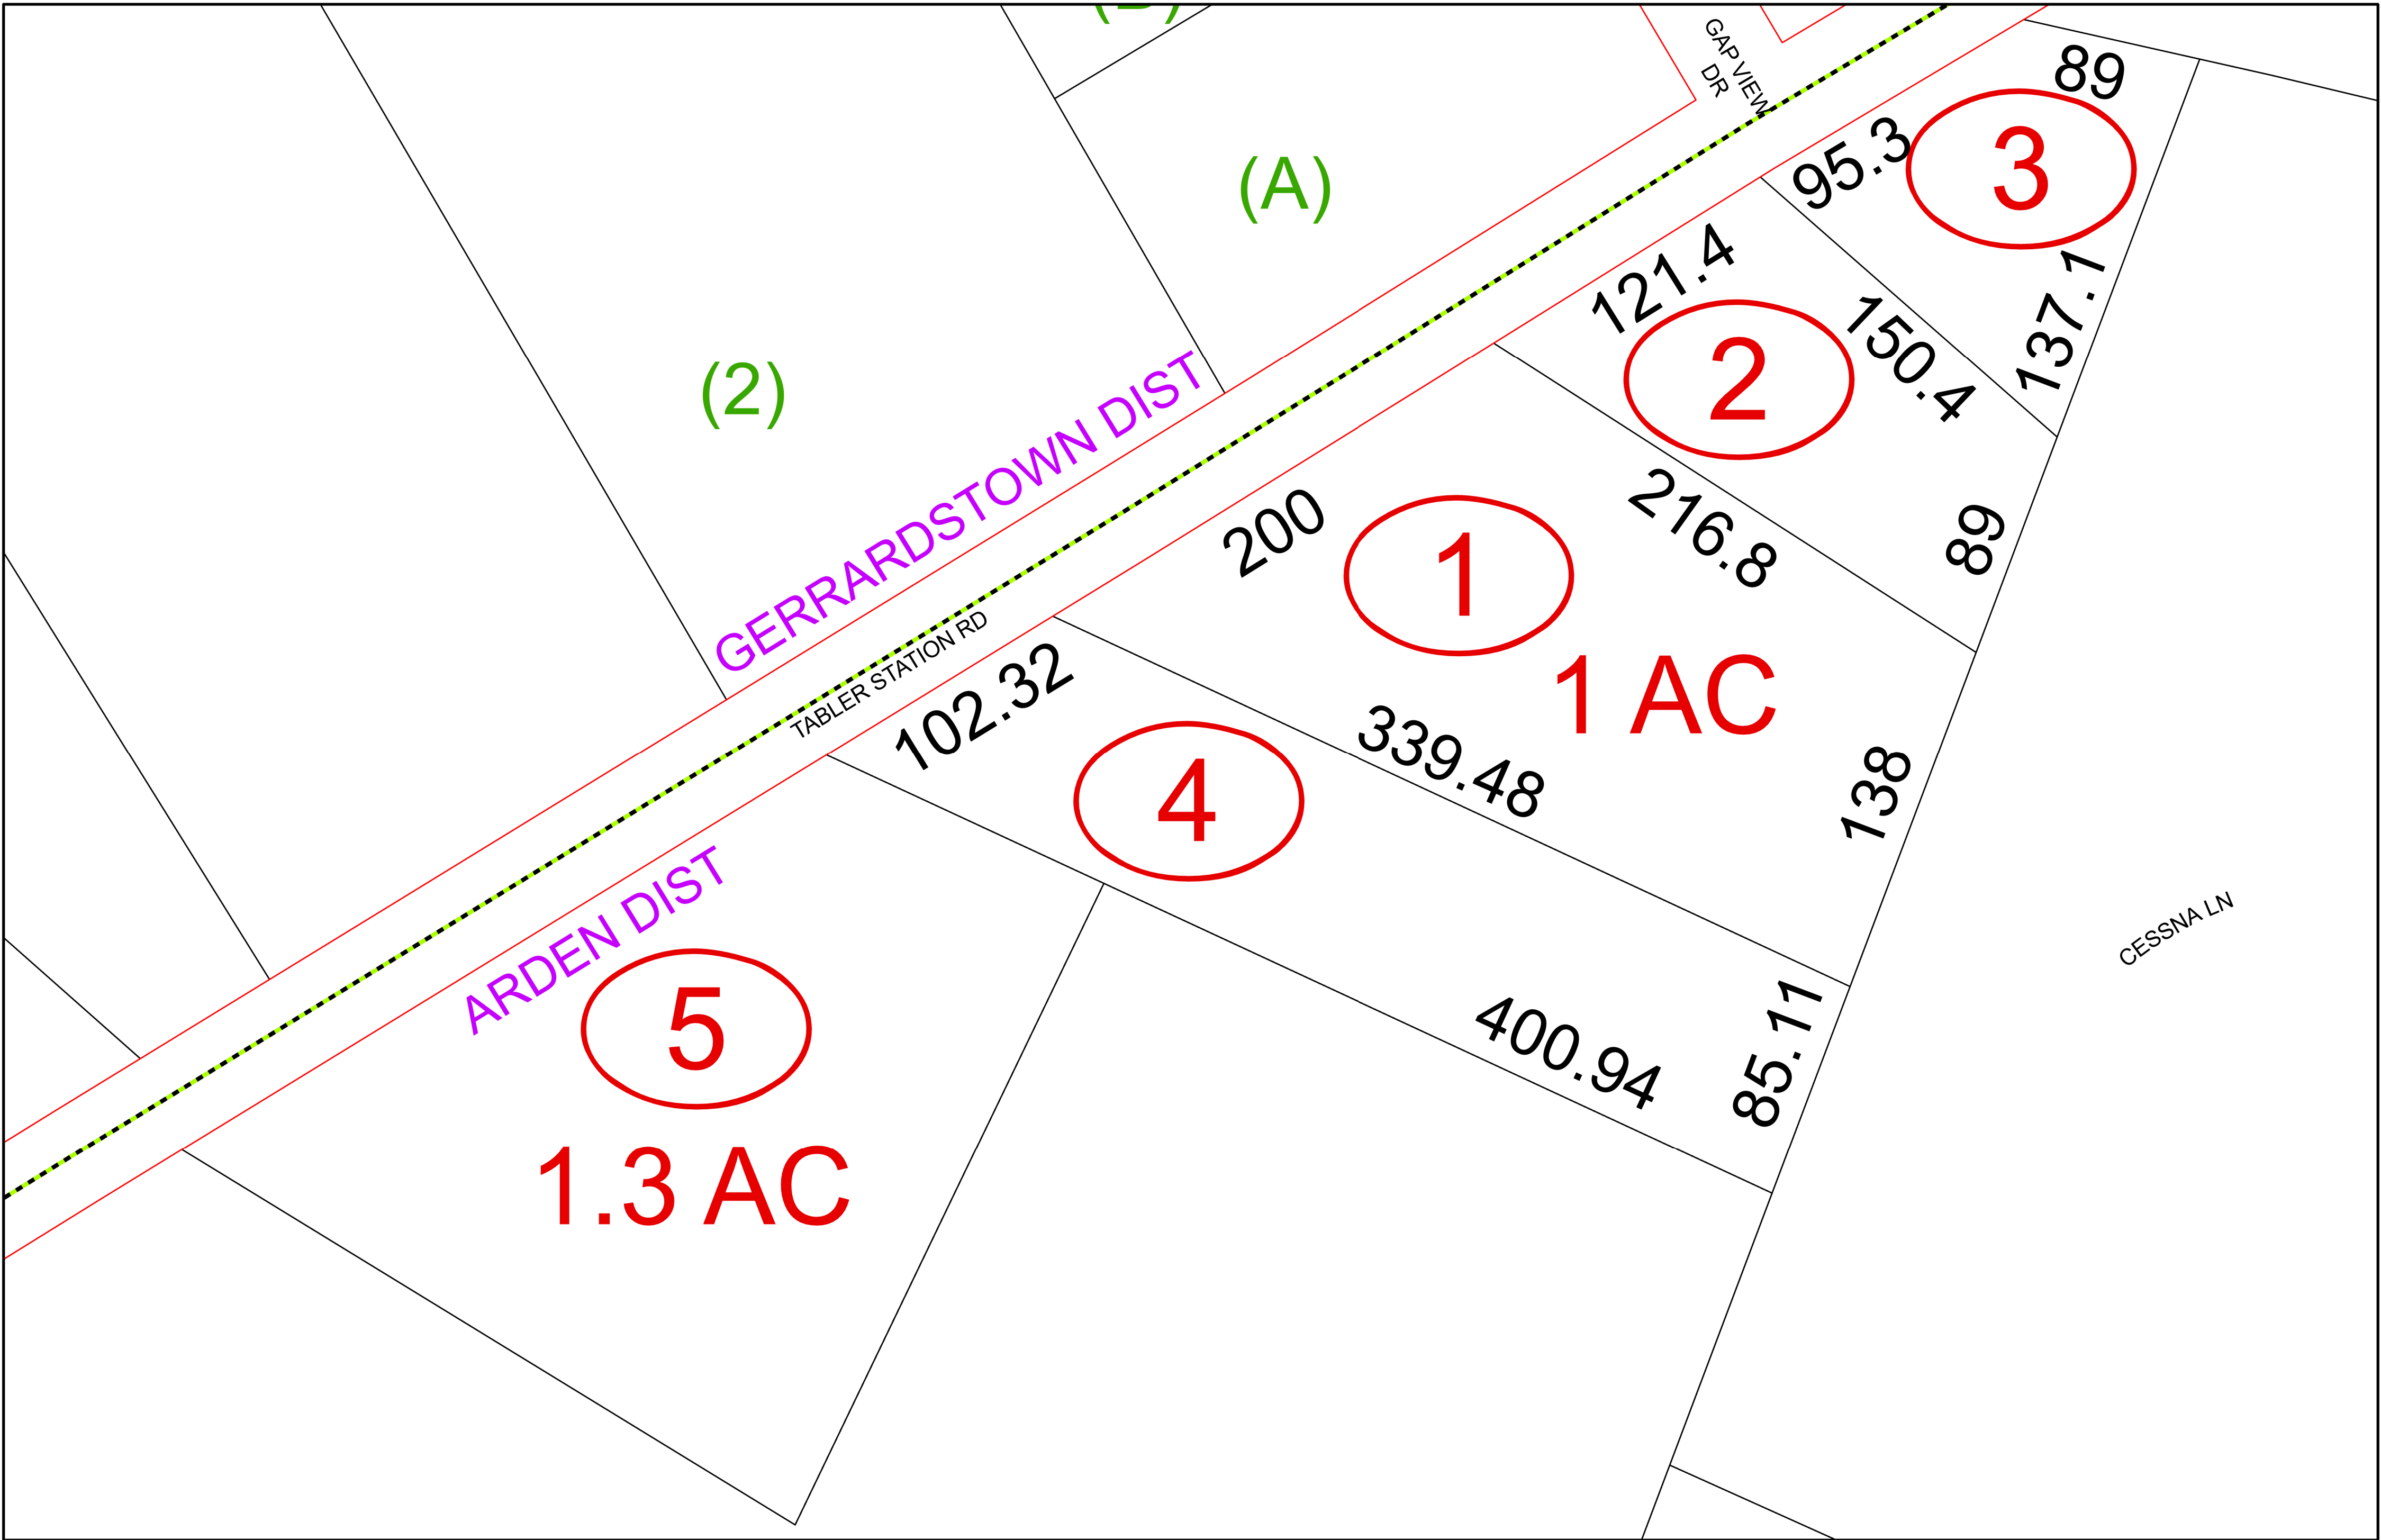 GAP VIEW
DR
89
95.3
3
(A)
121.4
137.1
150.4
2
(2)
GERRARDSTOWN DIST
200
216.8
89
1
1 AC
TABLER STATION RD
102.32
339.48
138
4
ARDEN DIST
CESSNA LN
5
85.11
400.94
1.3 AC